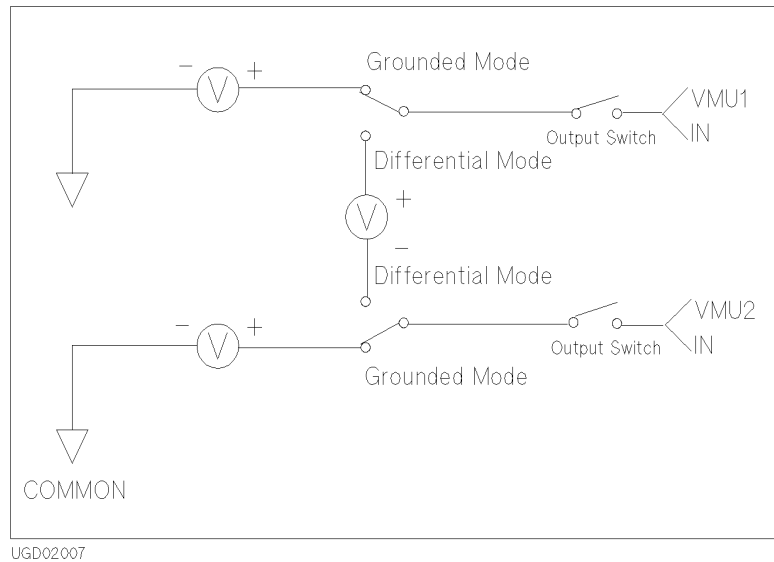 Grounded Mode
- V +
VMU1
IN
Output Switch
Differential Mode
V +
-
Differential Mode
VMU2
- V +
IN
Output Switch
Grounded Mode
COMMON
UGD02007